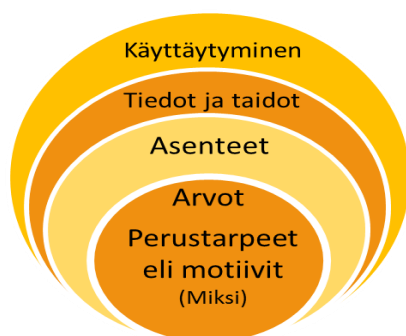 Käyttäytyminen
Tiedot ja taidot
Asenteet
Arvot
Perustarpeet
eli motiivit
(Miksi)